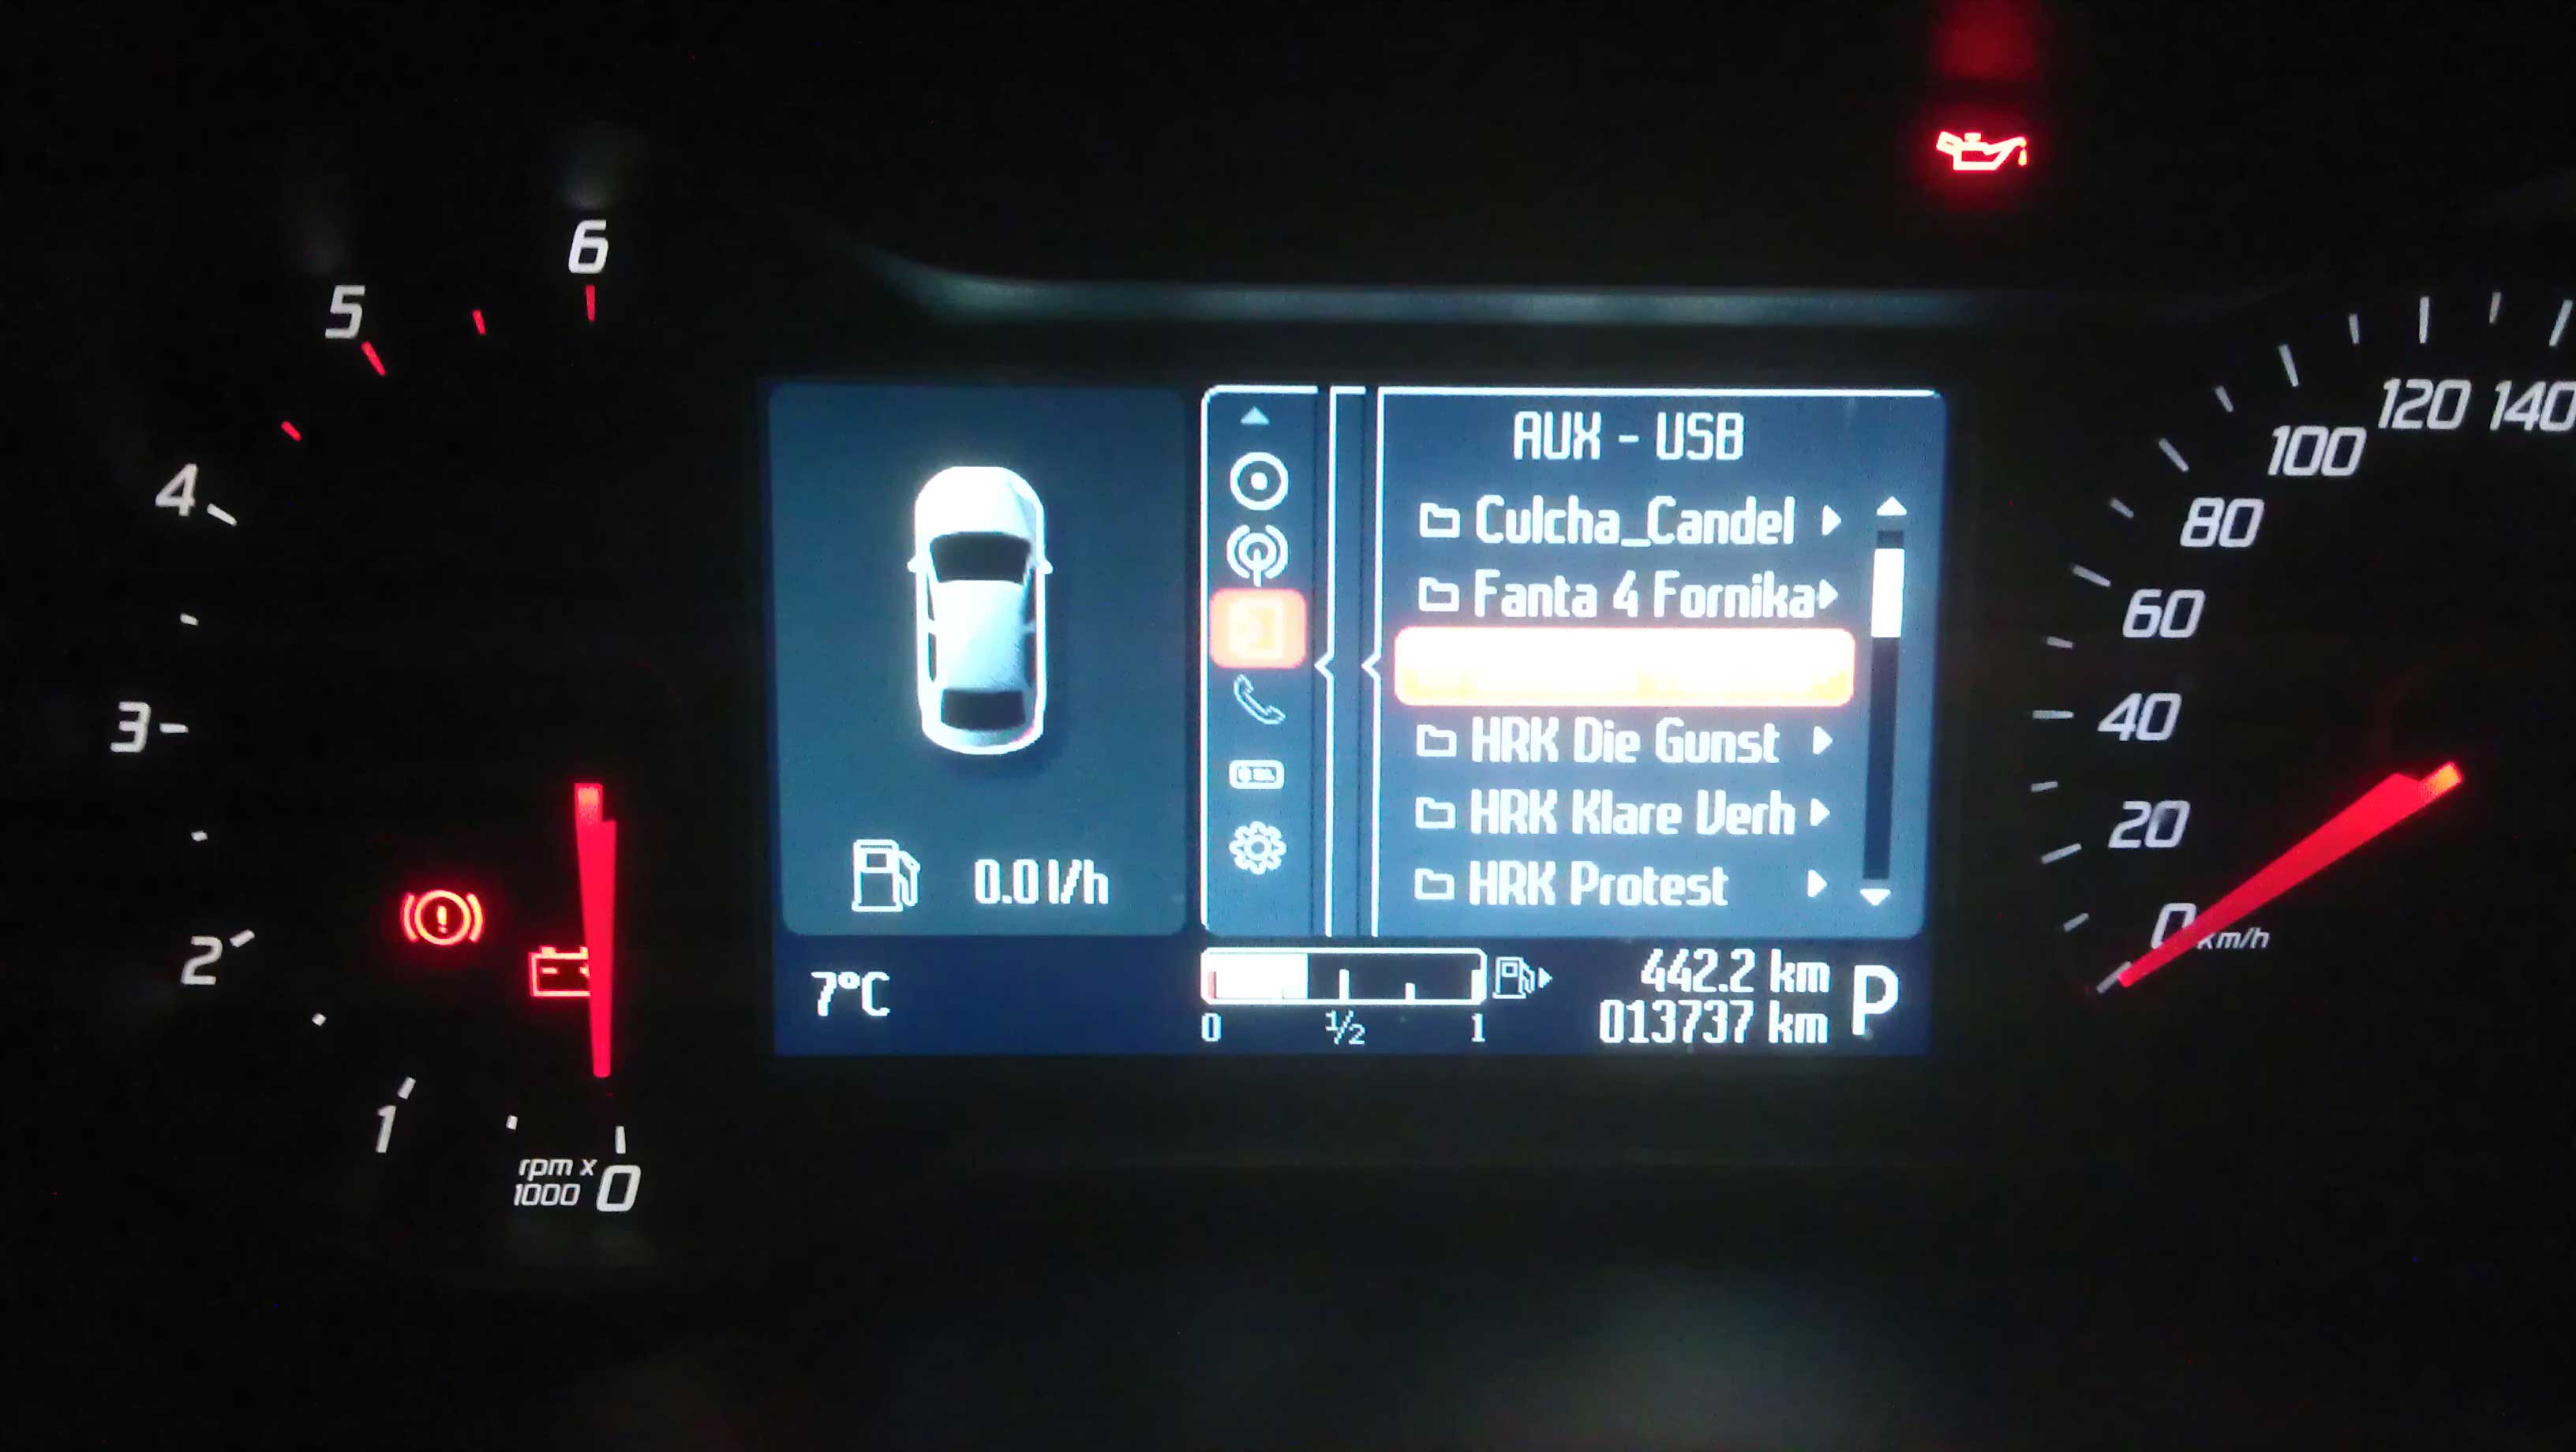 6
5
4
3
2
1
rpm x
1000
0
AUX - USB
Culcha_Candel
Fanta 4 Fornika
HRK Die Gunst
HRK Klare Verh
HRK Protest
0.0 l/h
7°C
0
½
1
442.2 km
013737 km
P
140
120
100
80
60
40
20
0
km/h